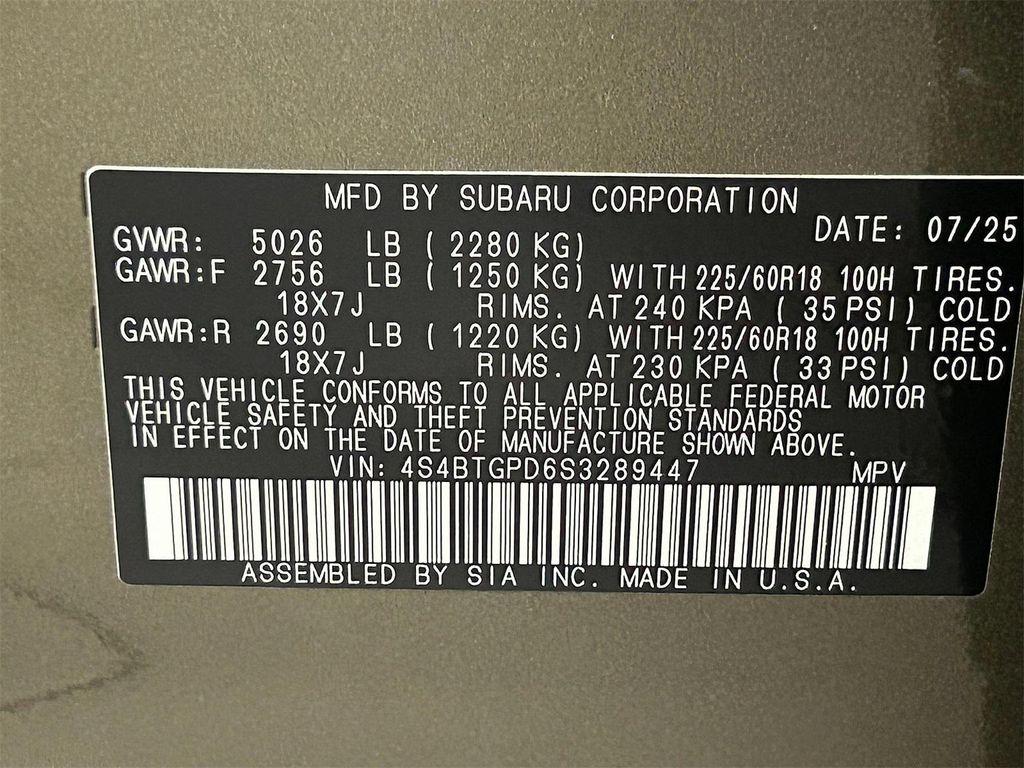 MFD BY SUBARU CORPORATION
DATE: 07/25
GVWR: 5026 LB ( 2280 KG)
GAWR:F 2756 LB ( 1250 KG) WITH 225/60R18 100H TIRES.
18X7J RIMS. AT 240 KPA ( 35 PSI) COLD
GAWR:R 2690 LB ( 1220 KG) WITH 225/60R18 100H TIRES.
18X7J RIMS. AT 230 KPA ( 33 PSI) COLD
THIS VEHICLE CONFORMS TO ALL APPLICABLE FEDERAL MOTOR
VEHICLE SAFETY AND THEFT PREVENTION STANDARDS
IN EFFECT ON THE DATE OF MANUFACTURE SHOWN ABOVE.
VIN: 4S4BTGPD6S3289447 MPV
ASSEMBLED BY SIA INC. MADE IN U.S.A.